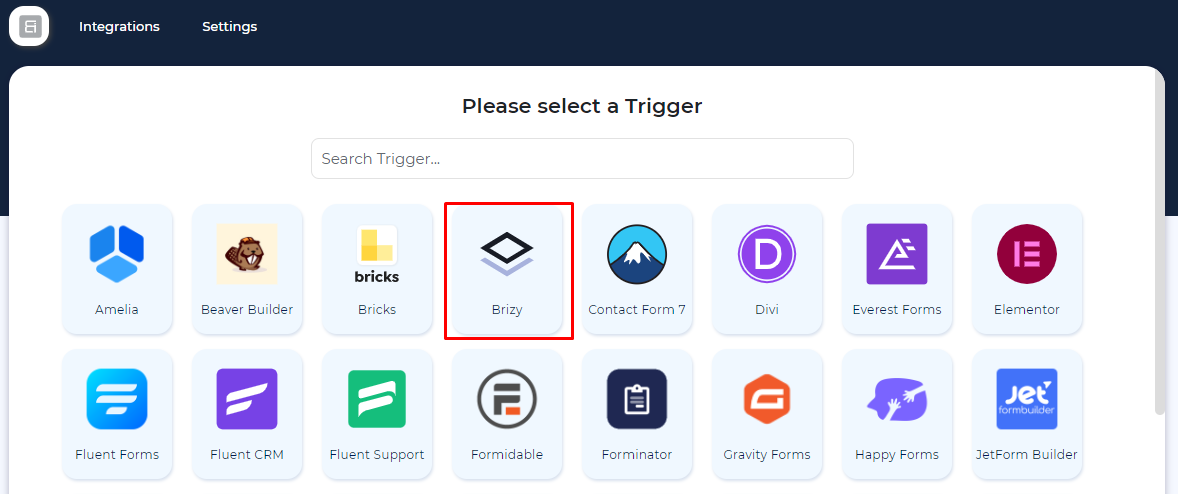 Integrations Settings
Please select a Trigger
Search Trigger...
bricks
D
Amelia Beaver Builder Bricks Brizy Contact Form 7 Divi Everest Forms Elementor
Jet
formbuilder
Fluent Forms Fluent CRM Fluent Support Formidable Forminator Gravity Forms Happy Forms JetForm Builder